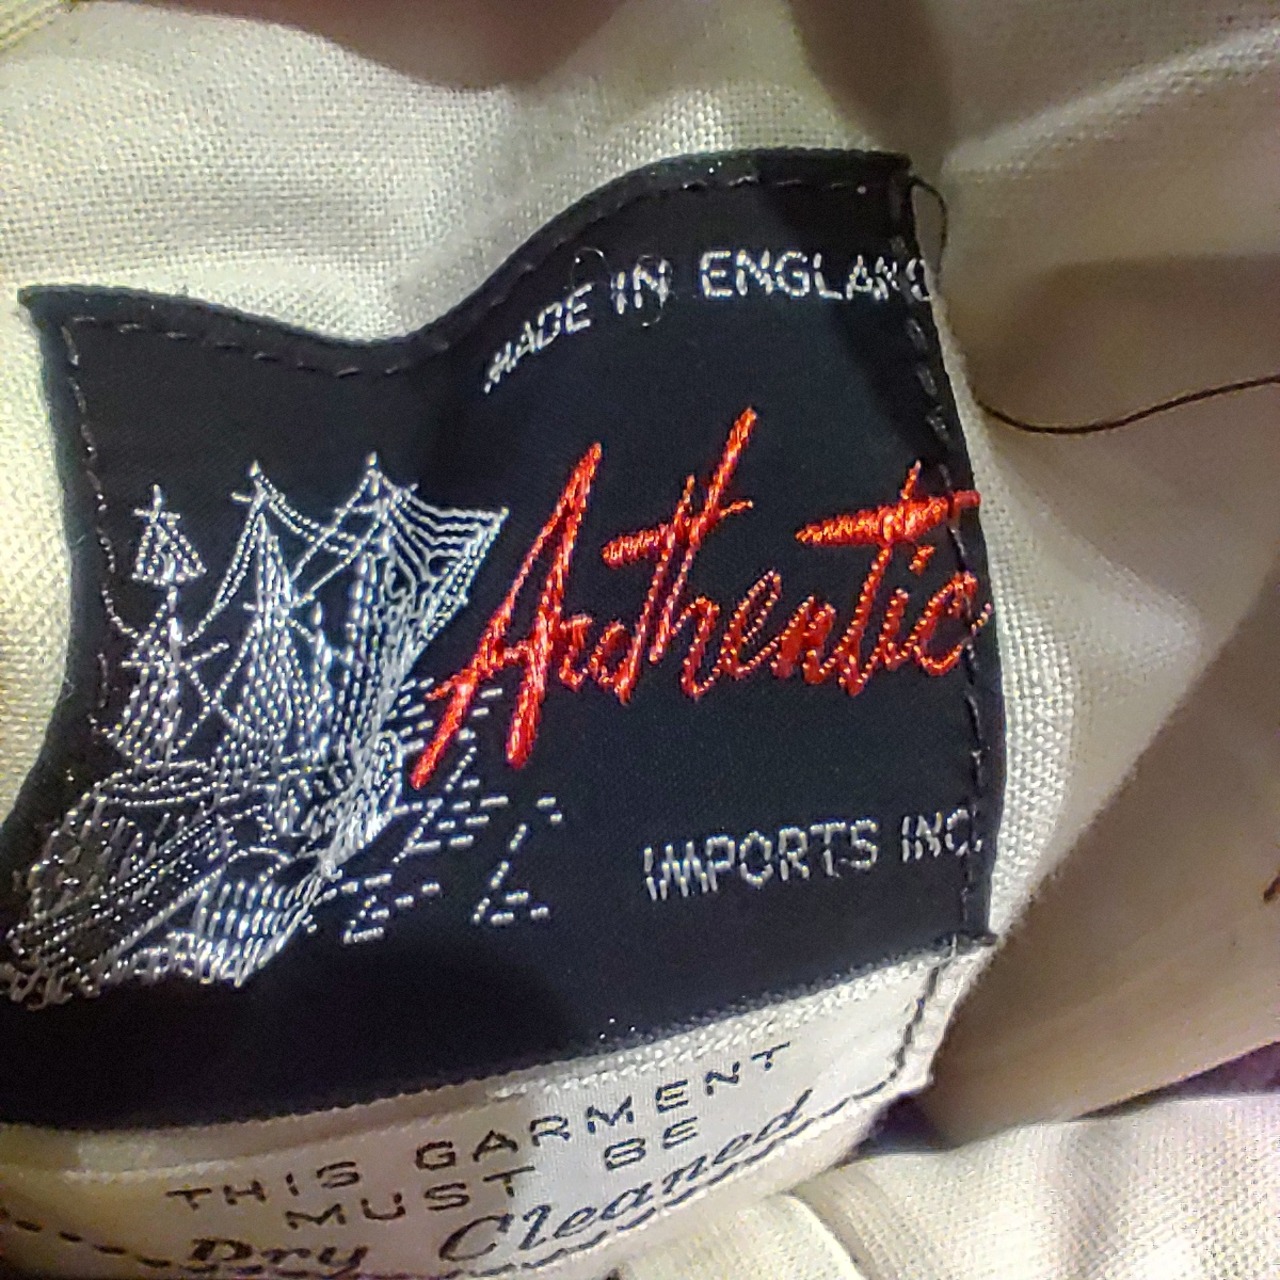 MADE IN ENGLAND
Authentic
IMPORTS INC.
THIS GARMENT
MUST BE
Dry Cleaned